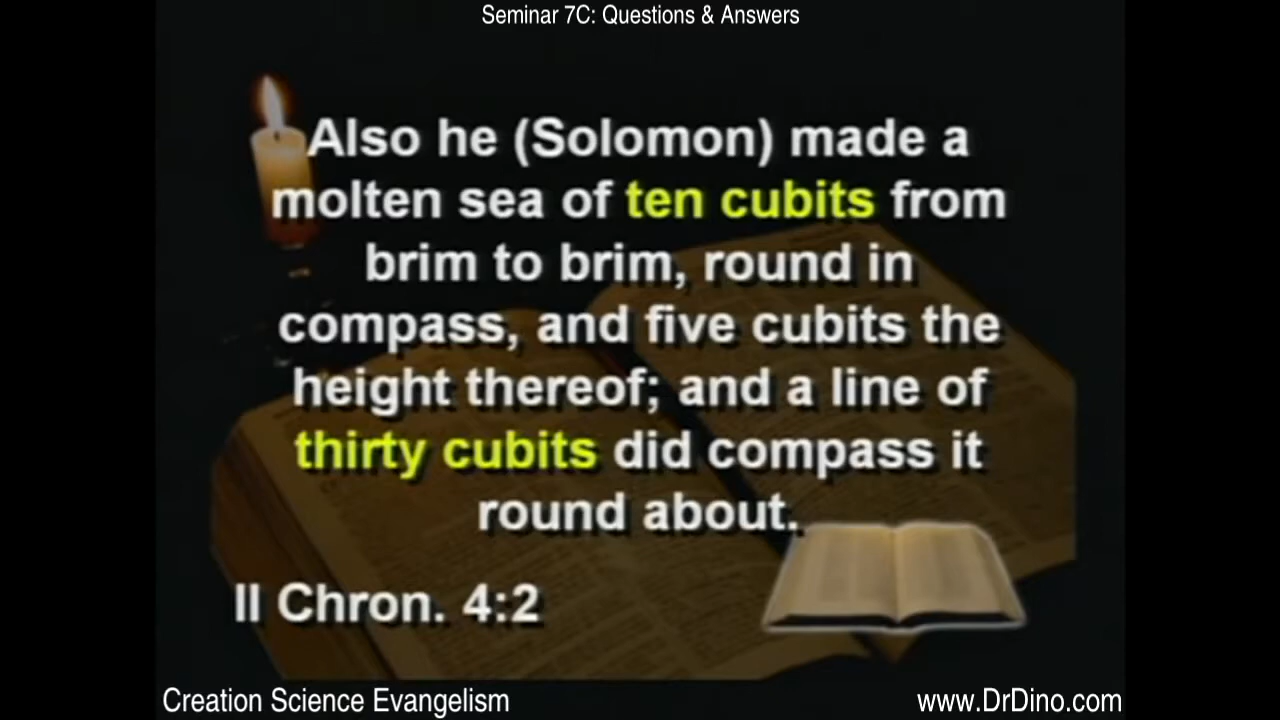 Seminar 7C: Questions & Answers
Also he (Solomon) made a
molten sea of ten cubits from
brim to brim, round in
compass, and five cubits the
height thereof; and a line of
thirty cubits did compass it
round about.
II Chron. 4:2
Creation Science Evangelism
www.DrDino.com